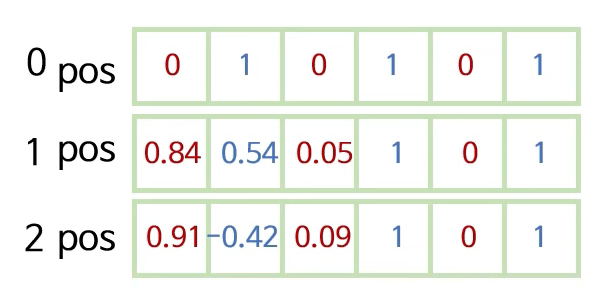 0 pos 0 1 0 1 0 1
1 pos 0.84 0.54 0.05 1 0 1
2 pos 0.91 −0.42 0.09 1 0 1